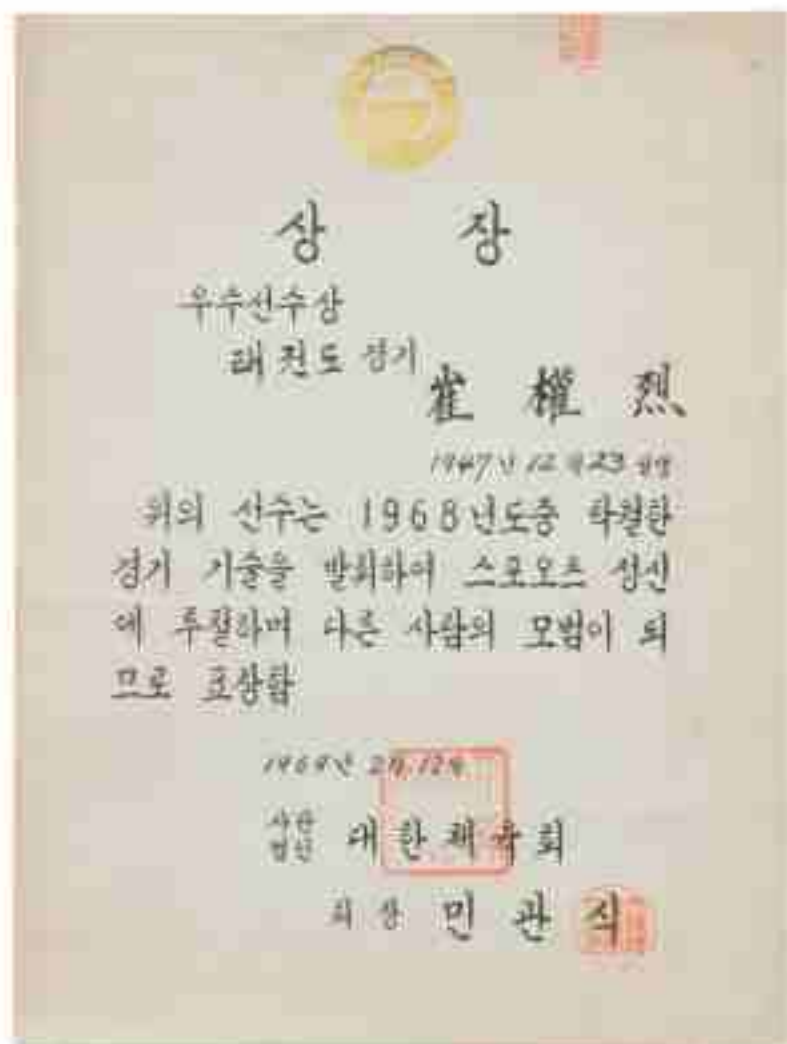 상 장
우수선수상
태권도 경기
崔 權 烈
1947년 12월 23일생
위의 선수는 1968년도중 탁월한
경기 기술을 발휘하여 스포오츠 정신
에 투철하며 다른 사람의 모범이 되
므로 표창함
1969년 2월 12일
사단
법인 대한체육회
회장 민관식